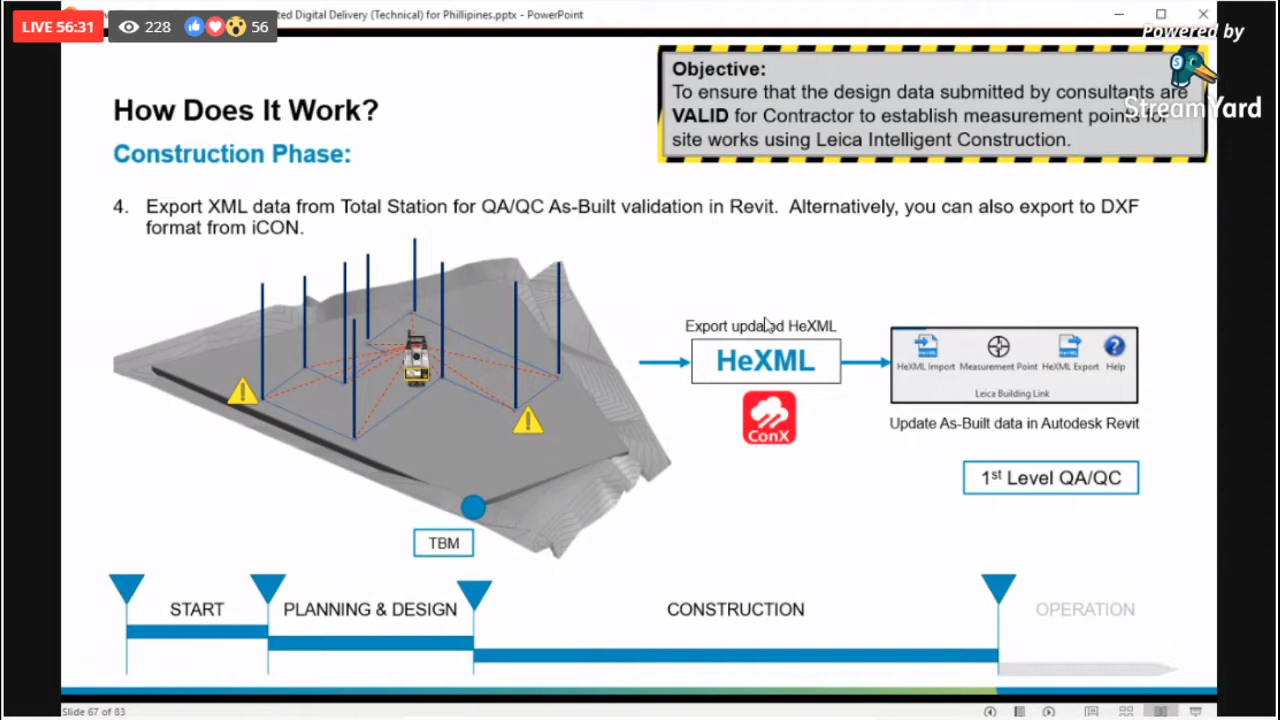 LIVE 56:31
228
56
ted Digital Delivery (Technical) for Phillipines.pptx - PowerPoint
Powered by
StreamYard
Objective:
To ensure that the design data submitted by consultants are
VALID for Contractor to establish measurement points for
site works using Leica Intelligent Construction.
How Does It Work?
Construction Phase:
4. Export XML data from Total Station for QA/QC As-Built validation in Revit. Alternatively, you can also export to DXF
format from iCON.
Export updated HeXML
HeXML
ConX
HeXML Import Measurement Point HeXML Export Help
Leica Building Link
Update As-Built data in Autodesk Revit
1st Level QA/QC
TBM
START
PLANNING & DESIGN
CONSTRUCTION
OPERATION
Slide 67 of 83